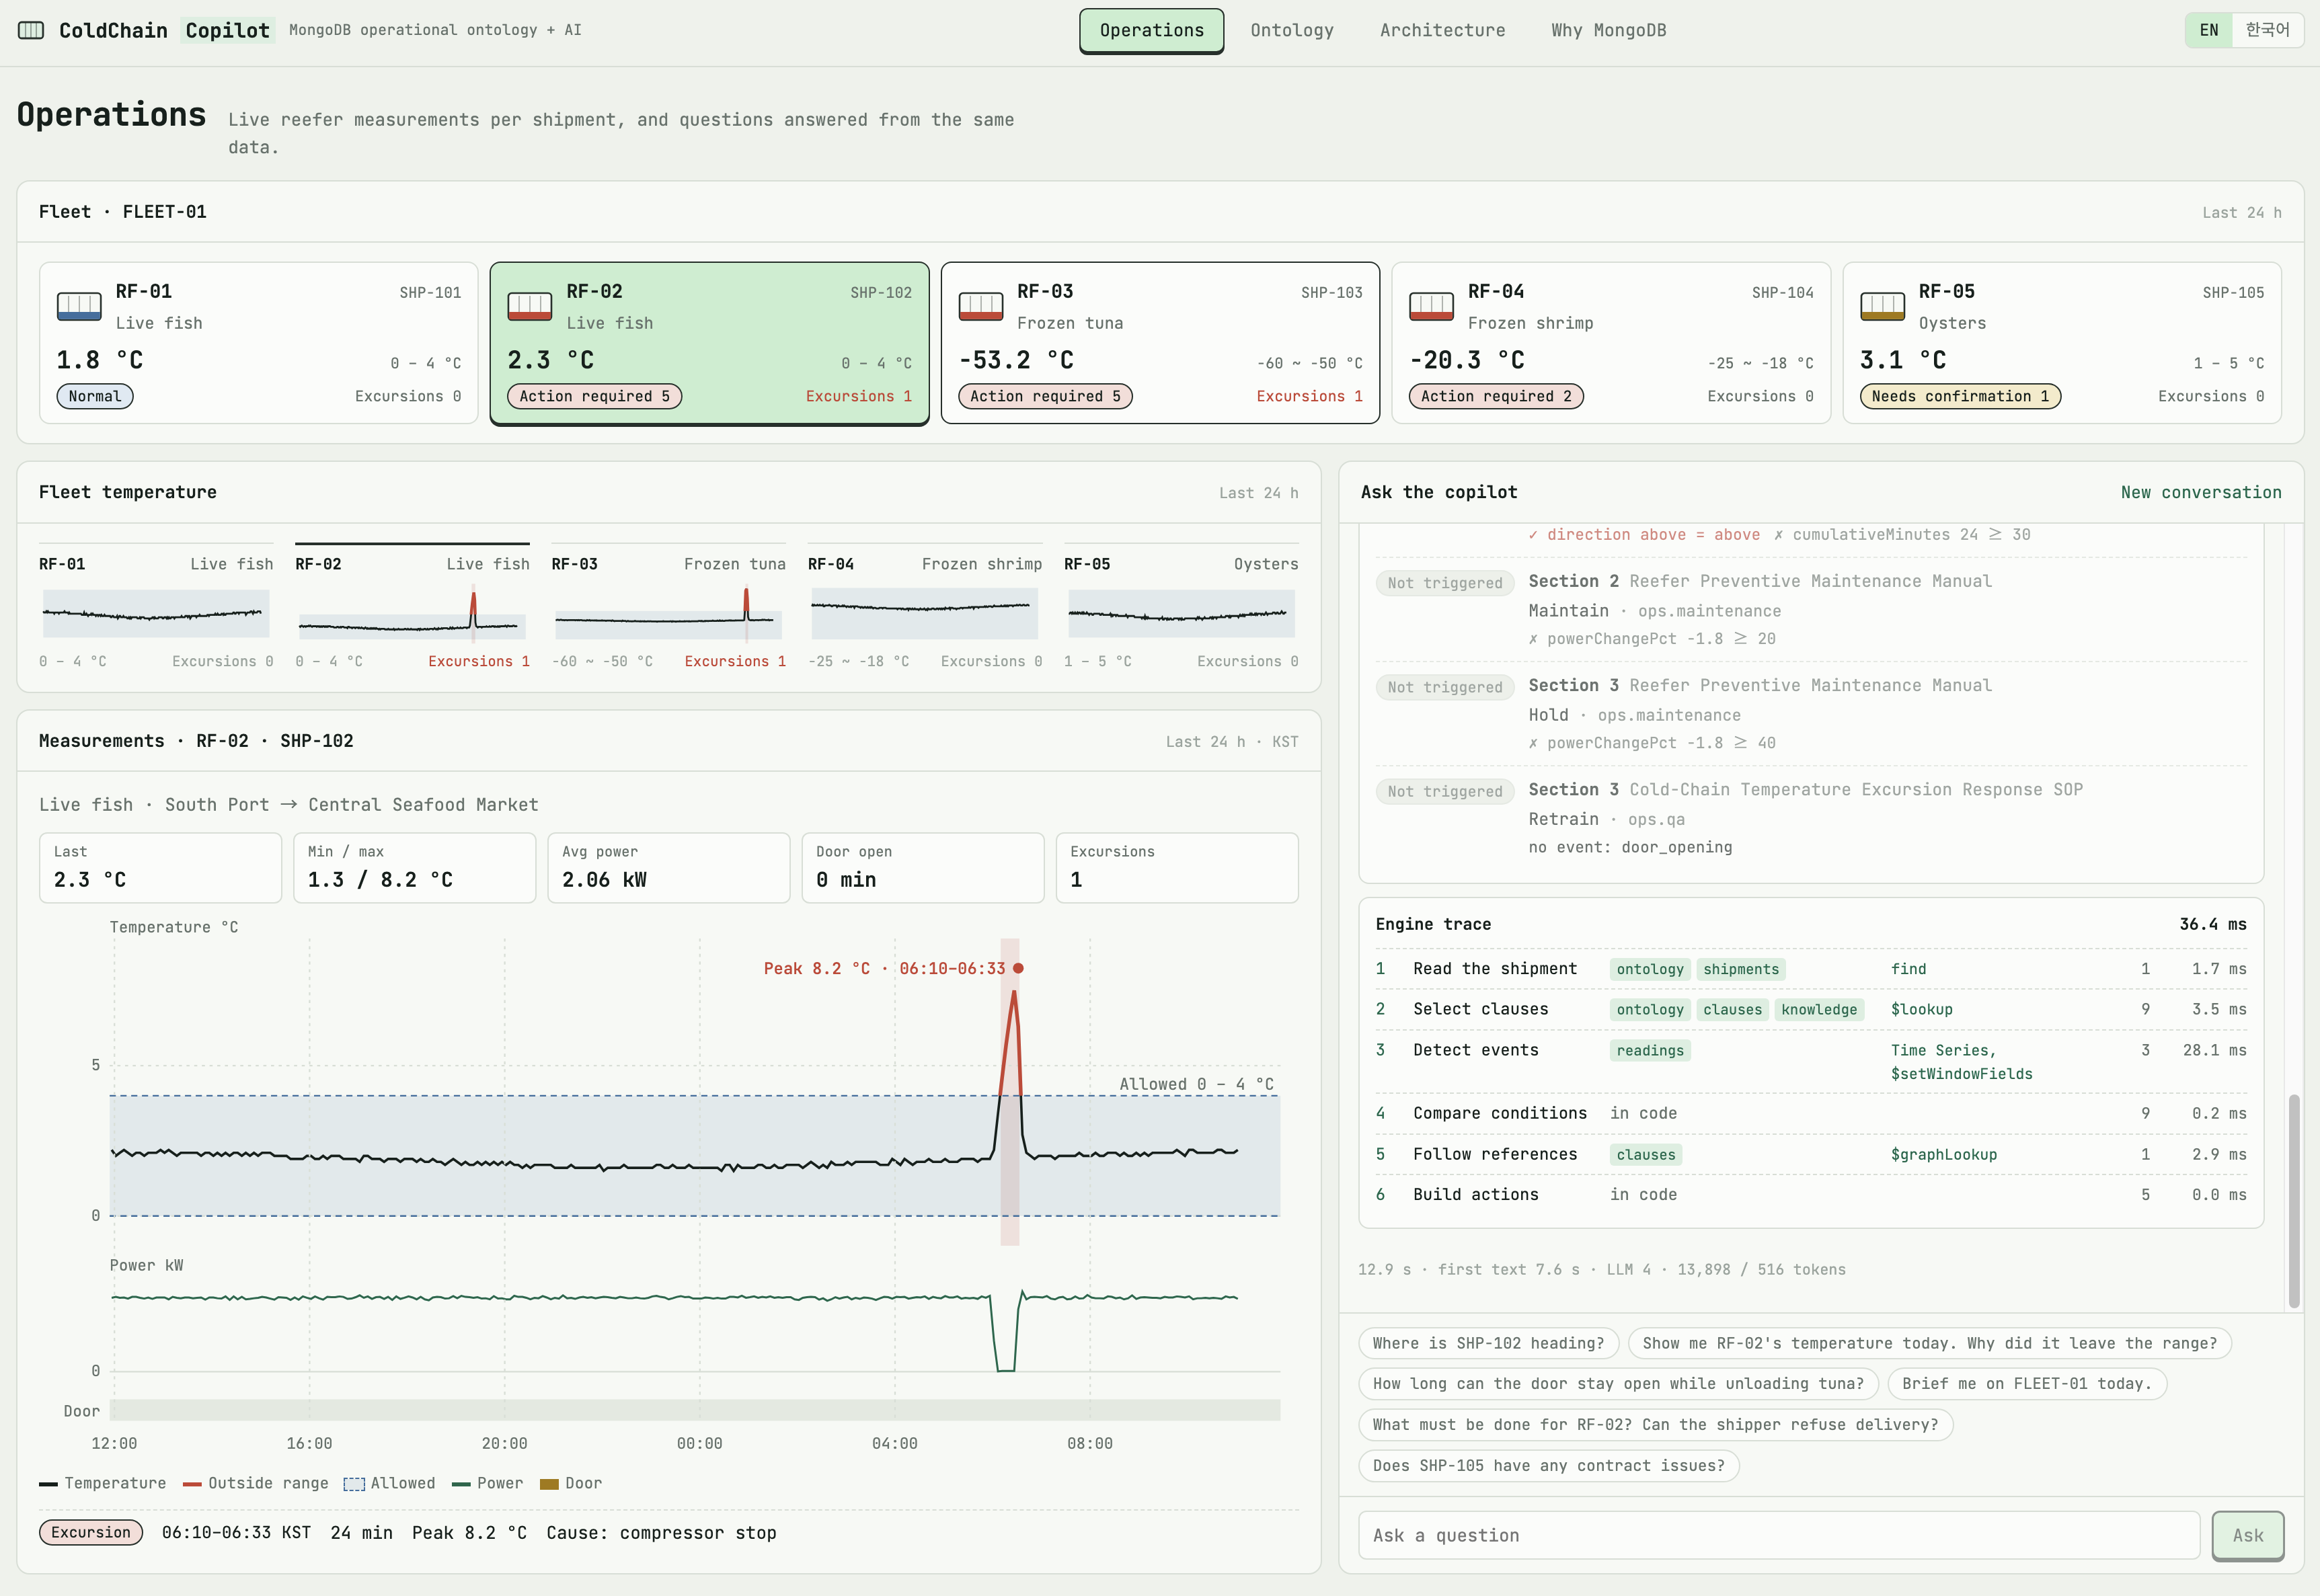 ColdChain Copilot MongoDB operational ontology + AI
Operations Ontology Architecture Why MongoDB
EN 한국어
Operations Live reefer measurements per shipment, and questions answered from the same
data.
Fleet · FLEET-01 Last 24 h
RF-01 SHP-101
Live fish
1.8 °C 0 – 4 °C
Normal Excursions 0
RF-02 SHP-102
Live fish
2.3 °C 0 – 4 °C
Action required 5 Excursions 1
RF-03 SHP-103
Frozen tuna
-53.2 °C -60 ~ -50 °C
Action required 5 Excursions 1
RF-04 SHP-104
Frozen shrimp
-20.3 °C -25 ~ -18 °C
Action required 2 Excursions 0
RF-05 SHP-105
Oysters
3.1 °C 1 – 5 °C
Needs confirmation 1 Excursions 0
Fleet temperature Last 24 h
RF-01 Live fish
0 – 4 °C Excursions 0
RF-02 Live fish
0 – 4 °C Excursions 1
RF-03 Frozen tuna
-60 ~ -50 °C Excursions 1
RF-04 Frozen shrimp
-25 ~ -18 °C Excursions 0
RF-05 Oysters
1 – 5 °C Excursions 0
Measurements · RF-02 · SHP-102 Last 24 h · KST
Live fish · South Port → Central Seafood Market
Last
2.3 °C
Min / max
1.3 / 8.2 °C
Avg power
2.06 kW
Door open
0 min
Excursions
1
Temperature °C
Peak 8.2 °C · 06:10–06:33
5
Allowed 0 – 4 °C
0
Power kW
0
Door
12:00 16:00 20:00 00:00 04:00 08:00
Temperature Outside range Allowed Power Door
Excursion 06:10–06:33 KST 24 min Peak 8.2 °C Cause: compressor stop
Ask the copilot New conversation
✓ direction above = above ✗ cumulativeMinutes 24 ≥ 30
Not triggered Section 2 Reefer Preventive Maintenance Manual
Maintain · ops.maintenance
✗ powerChangePct -1.8 ≥ 20
Not triggered Section 3 Reefer Preventive Maintenance Manual
Hold · ops.maintenance
✗ powerChangePct -1.8 ≥ 40
Not triggered Section 3 Cold-Chain Temperature Excursion Response SOP
Retrain · ops.qa
no event: door_opening
Engine trace 36.4 ms
1 Read the shipment ontology shipments find 1 1.7 ms
2 Select clauses ontology clauses knowledge $lookup 9 3.5 ms
3 Detect events readings Time Series, 3 28.1 ms
$setWindowFields
4 Compare conditions in code 9 0.2 ms
5 Follow references clauses $graphLookup 1 2.9 ms
6 Build actions in code 5 0.0 ms
12.9 s · first text 7.6 s · LLM 4 · 13,898 / 516 tokens
Where is SHP-102 heading? Show me RF-02's temperature today. Why did it leave the range?
How long can the door stay open while unloading tuna? Brief me on FLEET-01 today.
What must be done for RF-02? Can the shipper refuse delivery?
Does SHP-105 have any contract issues?
Ask a question Ask